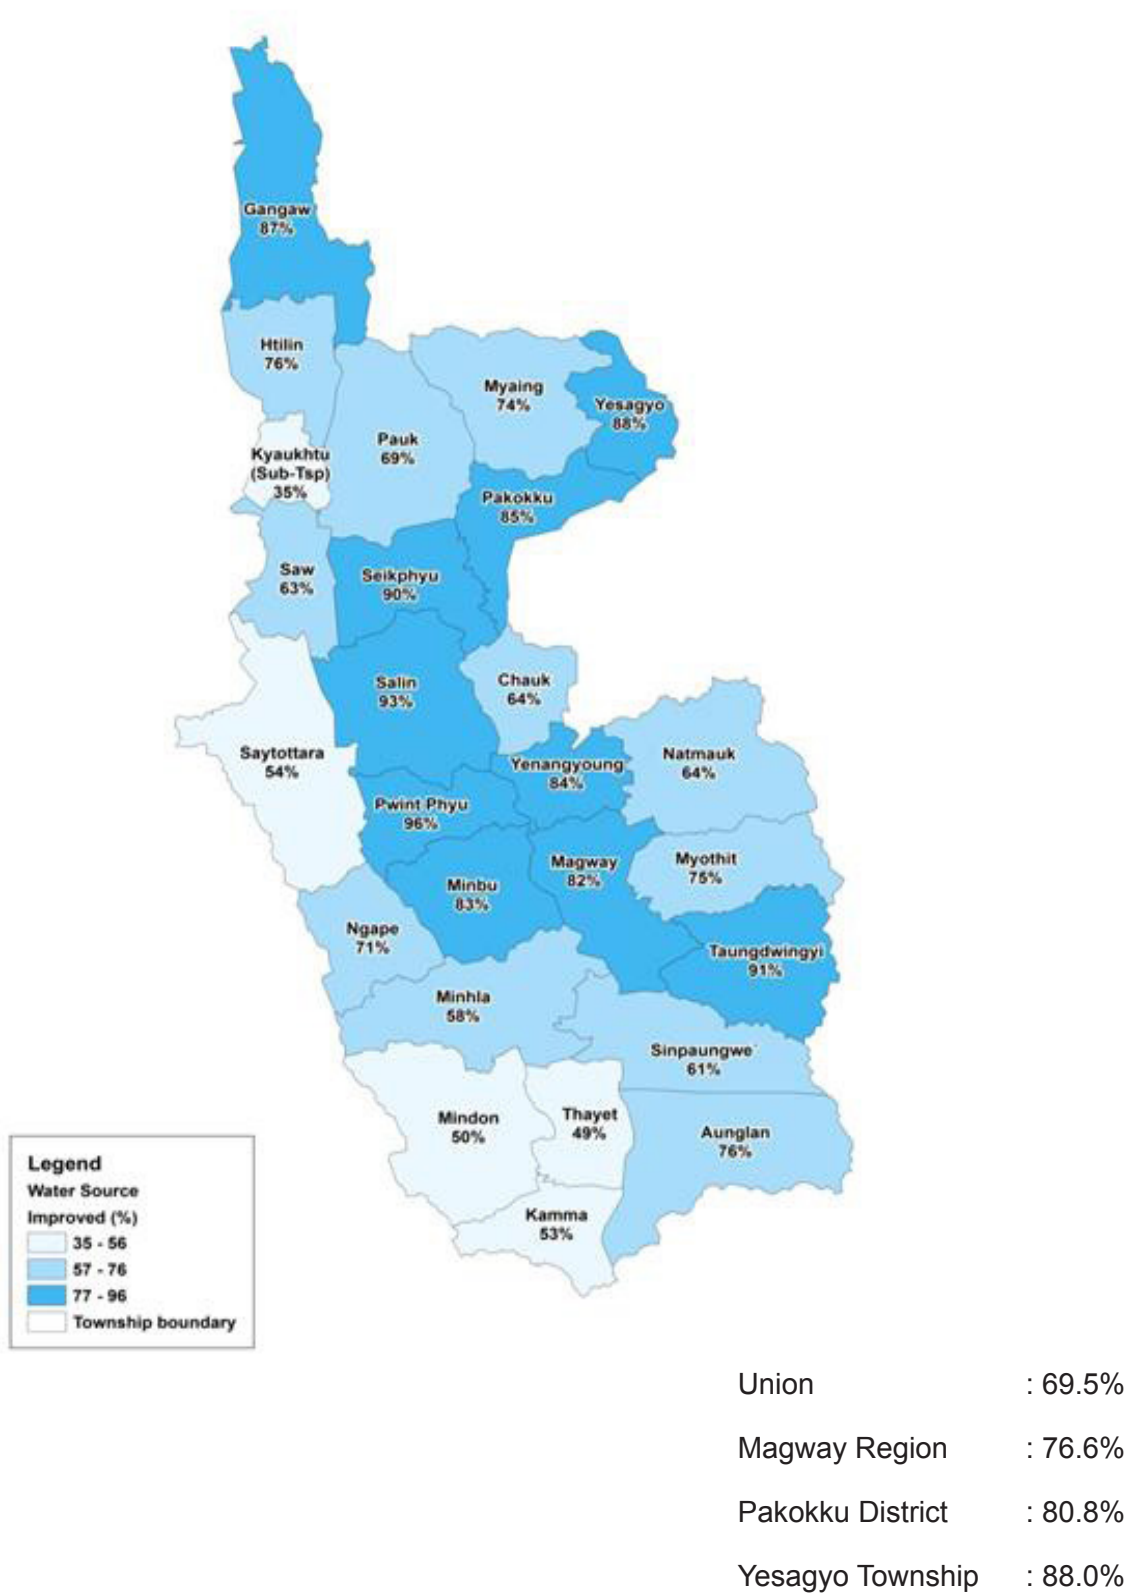 Gangaw
87%
Htilin
76%
Myaing
74%
Yesagyo
88%
Pauk
69%
Kyaukhtu
(Sub-Tsp)
35%
Pakokku
85%
Saw
63%
Seikphyu
90%
Salin
93%
Chauk
64%
Saytottara
54%
Yenangyoung
84%
Natmauk
64%
Pwint Phyu
96%
Magway
82%
Myothit
75%
Minbu
83%
Ngape
71%
Taungdwingyi
91%
Minhla
58%
Sinpaungwe
61%
Mindon
50%
Thayet
49%
Aunglan
76%
Kamma
53%
Legend
Water Source
Improved (%)
35 - 56
57 - 76
77 - 96
Township boundary
Union : 69.5%
Magway Region : 76.6%
Pakokku District : 80.8%
Yesagyo Township : 88.0%